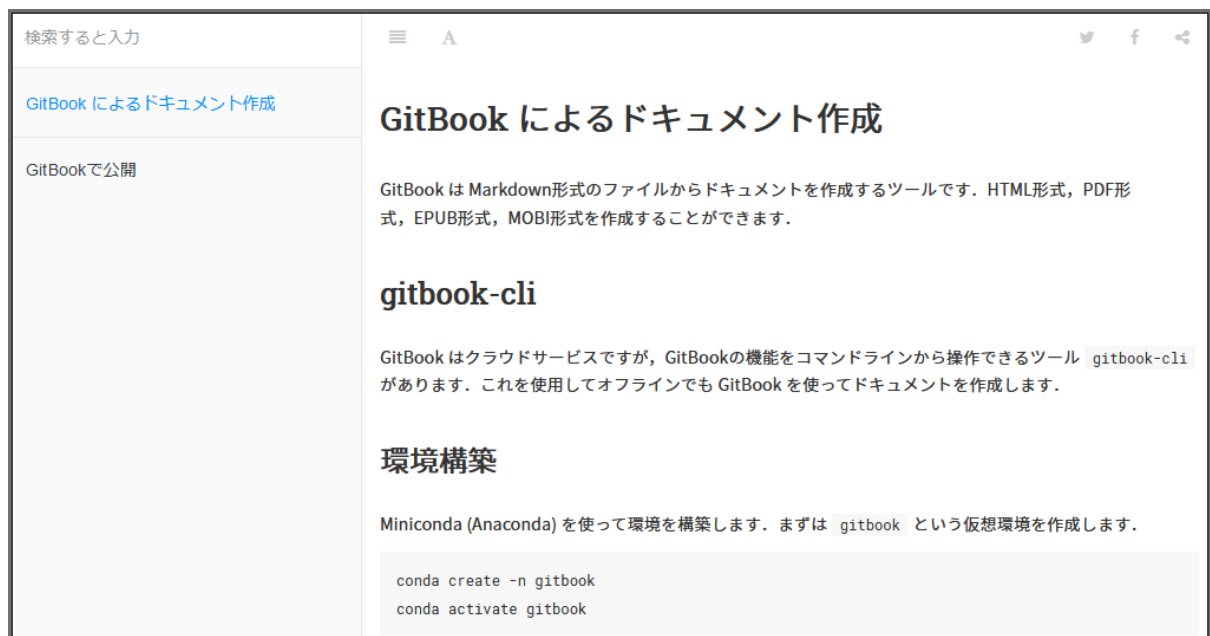 検索すると入力
GitBook によるドキュメント作成
GitBookで公開
A
GitBook によるドキュメント作成
GitBook は Markdown形式のファイルからドキュメントを作成するツールです．HTML形式，PDF形
式，EPUB形式，MOBI形式を作成することができます．
gitbook-cli
GitBook はクラウドサービスですが，GitBookの機能をコマンドラインから操作できるツール gitbook-cli
があります．これを使用してオフラインでも GitBook を使ってドキュメントを作成します．
環境構築
Miniconda (Anaconda) を使って環境を構築します．まずは gitbook という仮想環境を作成します．
conda create -n gitbook
conda activate gitbook